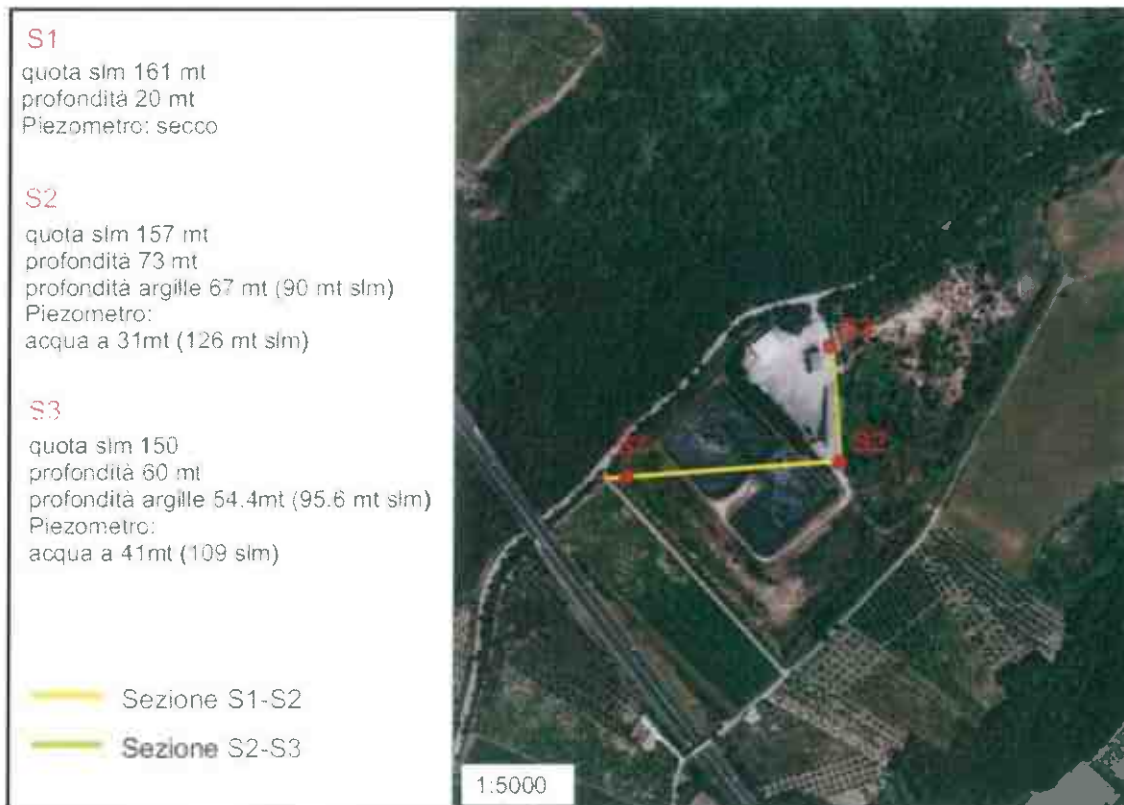 S1
quota slm 161 mt
profondità 20 mt
Piezometro: secco
S2
quota slm 157 mt
profondità 73 mt
profondità argille 67 mt (90 mt slm)
Piezometro:
acqua a 31mt (126 mt slm)
S3
quota slm 150
profondità 60 mt
profondità argille 54.4mt (95.6 mt slm)
Piezometro:
acqua a 41mt (109 slm)
Sezione S1-S2
Sezione S2-S3
1:5000
S2